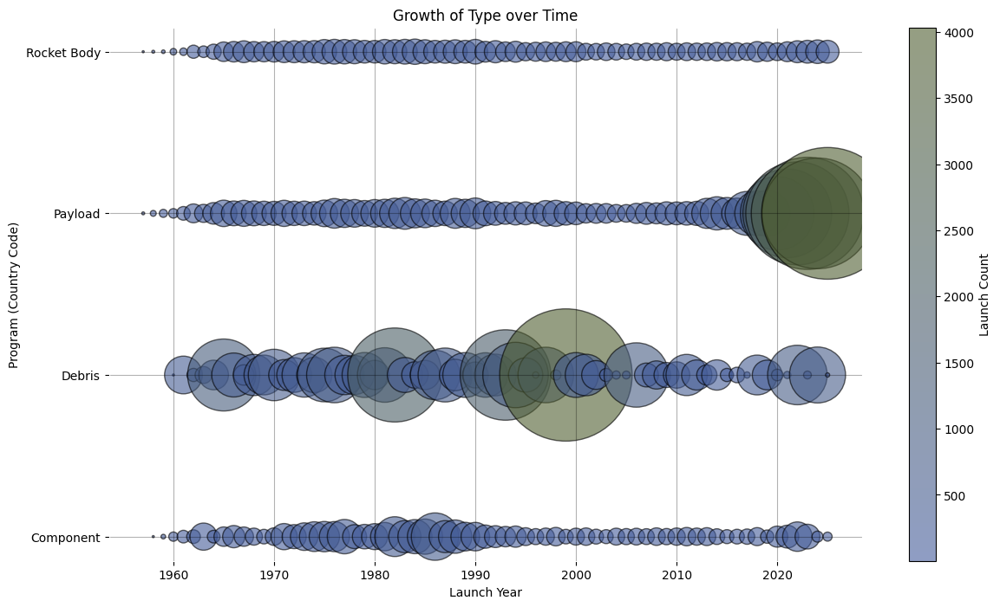 Growth of Type over Time
Program (Country Code)
Rocket Body
Payload
Debris
Component
1960 1970 1980 1990 2000 2010 2020
Launch Year
4000
3500
3000
2500
2000
1500
1000
500
Launch Count